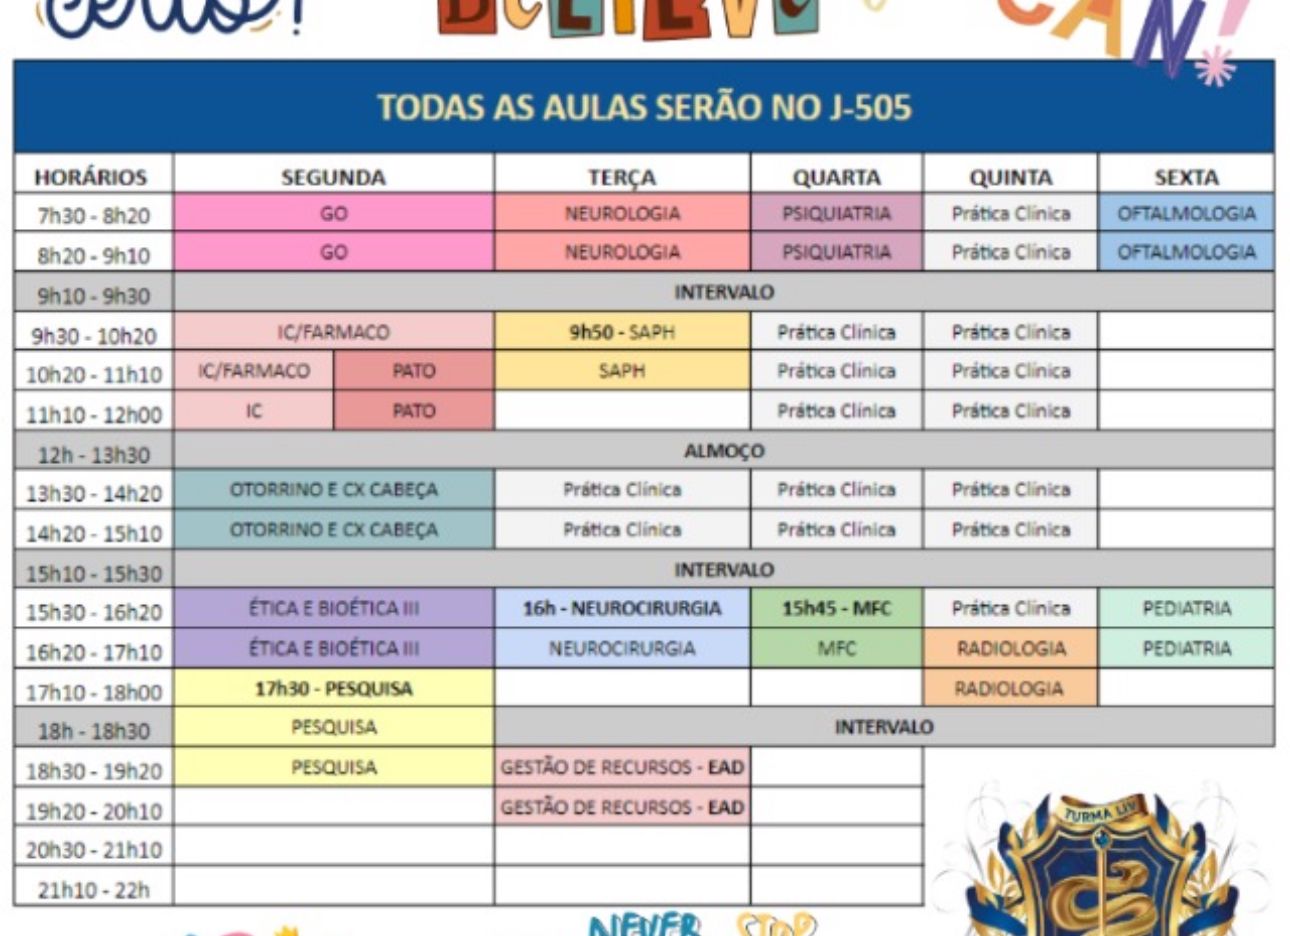 BELIEVE
CAN!
TODAS AS AULAS SERÃO NO J-505
HORÁRIOS SEGUNDA TERÇA QUARTA QUINTA SEXTA
7h30 - 8h20 GO NEUROLOGIA PSIQUIATRIA Prática Clínica OFTALMOLOGIA
8h20 - 9h10 GO NEUROLOGIA PSIQUIATRIA Prática Clínica OFTALMOLOGIA
9h10 - 9h30 INTERVALO
9h30 - 10h20 IC/FARMACO 9h50 - SAPH Prática Clínica Prática Clínica
10h20 - 11h10 IC/FARMACO PATO SAPH Prática Clínica Prática Clínica
11h10 - 12h00 IC PATO Prática Clínica Prática Clínica
12h - 13h30 ALMOÇO
13h30 - 14h20 OTORRINO E CX CABEÇA Prática Clínica Prática Clínica Prática Clínica
14h20 - 15h10 OTORRINO E CX CABEÇA Prática Clínica Prática Clínica Prática Clínica
15h10 - 15h30 INTERVALO
15h30 - 16h20 ÉTICA E BIOÉTICA III 16h - NEUROCIRURGIA 15h45 - MFC Prática Clínica PEDIATRIA
16h20 - 17h10 ÉTICA E BIOÉTICA III NEUROCIRURGIA MFC RADIOLOGIA PEDIATRIA
17h10 - 18h00 17h30 - PESQUISA RADIOLOGIA
18h - 18h30 PESQUISA INTERVALO
18h30 - 19h20 PESQUISA GESTÃO DE RECURSOS - EAD
19h20 - 20h10 GESTÃO DE RECURSOS - EAD
20h30 - 21h10
21h10 - 22h
TURMA LIV
NEVER STOP